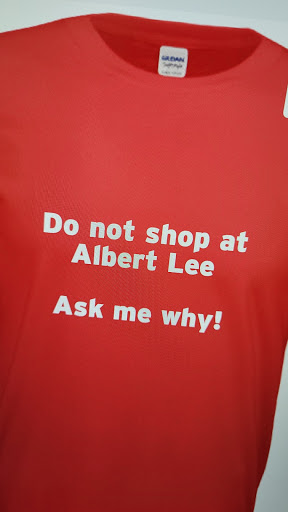 GILDAN
Do not shop at
Albert Lee
Ask me why!